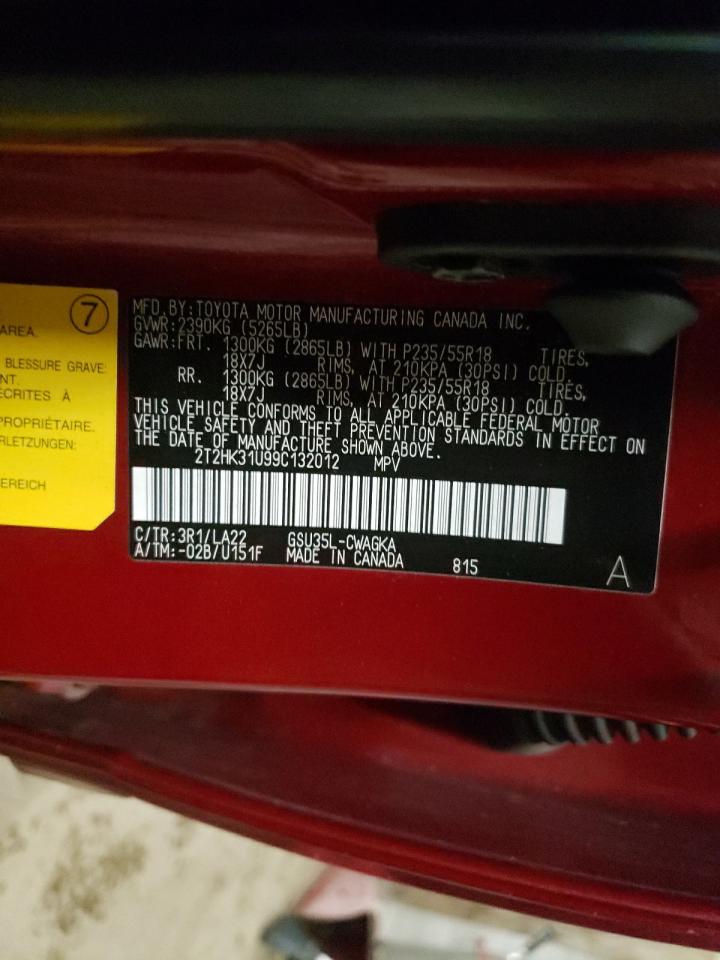 7
AREA.
BLESSURE GRAVE
NT.
ÉCRITES À
PROPRIÉTAIRE.
RLETZUNGEN:
EREICH
MFD.BY:TOYOTA MOTOR MANUFACTURING CANADA INC.
GVWR:2390KG (5265LB)
GAWR:FRT. 1300KG (2865LB) WITH P235/55R18 TIRES,
18X7J RIMS, AT 210KPA (30PSI) COLD
RR. 1300KG (2865LB) WITH P235/55R18 TIRES,
18X7J RIMS, AT 210KPA (30PSI) COLD.
THIS VEHICLE CONFORMS TO ALL APPLICABLE FEDERAL MOTOR
VEHICLE SAFETY AND THEFT PREVENTION STANDARDS IN EFFECT ON
THE DATE OF MANUFACTURE SHOWN ABOVE.
2T2HK31U99C132012 MPV
C/TR:3R1/LA22 GSU35L-CWAGKA
A/TM:-02B/U151F MADE IN CANADA 815
A